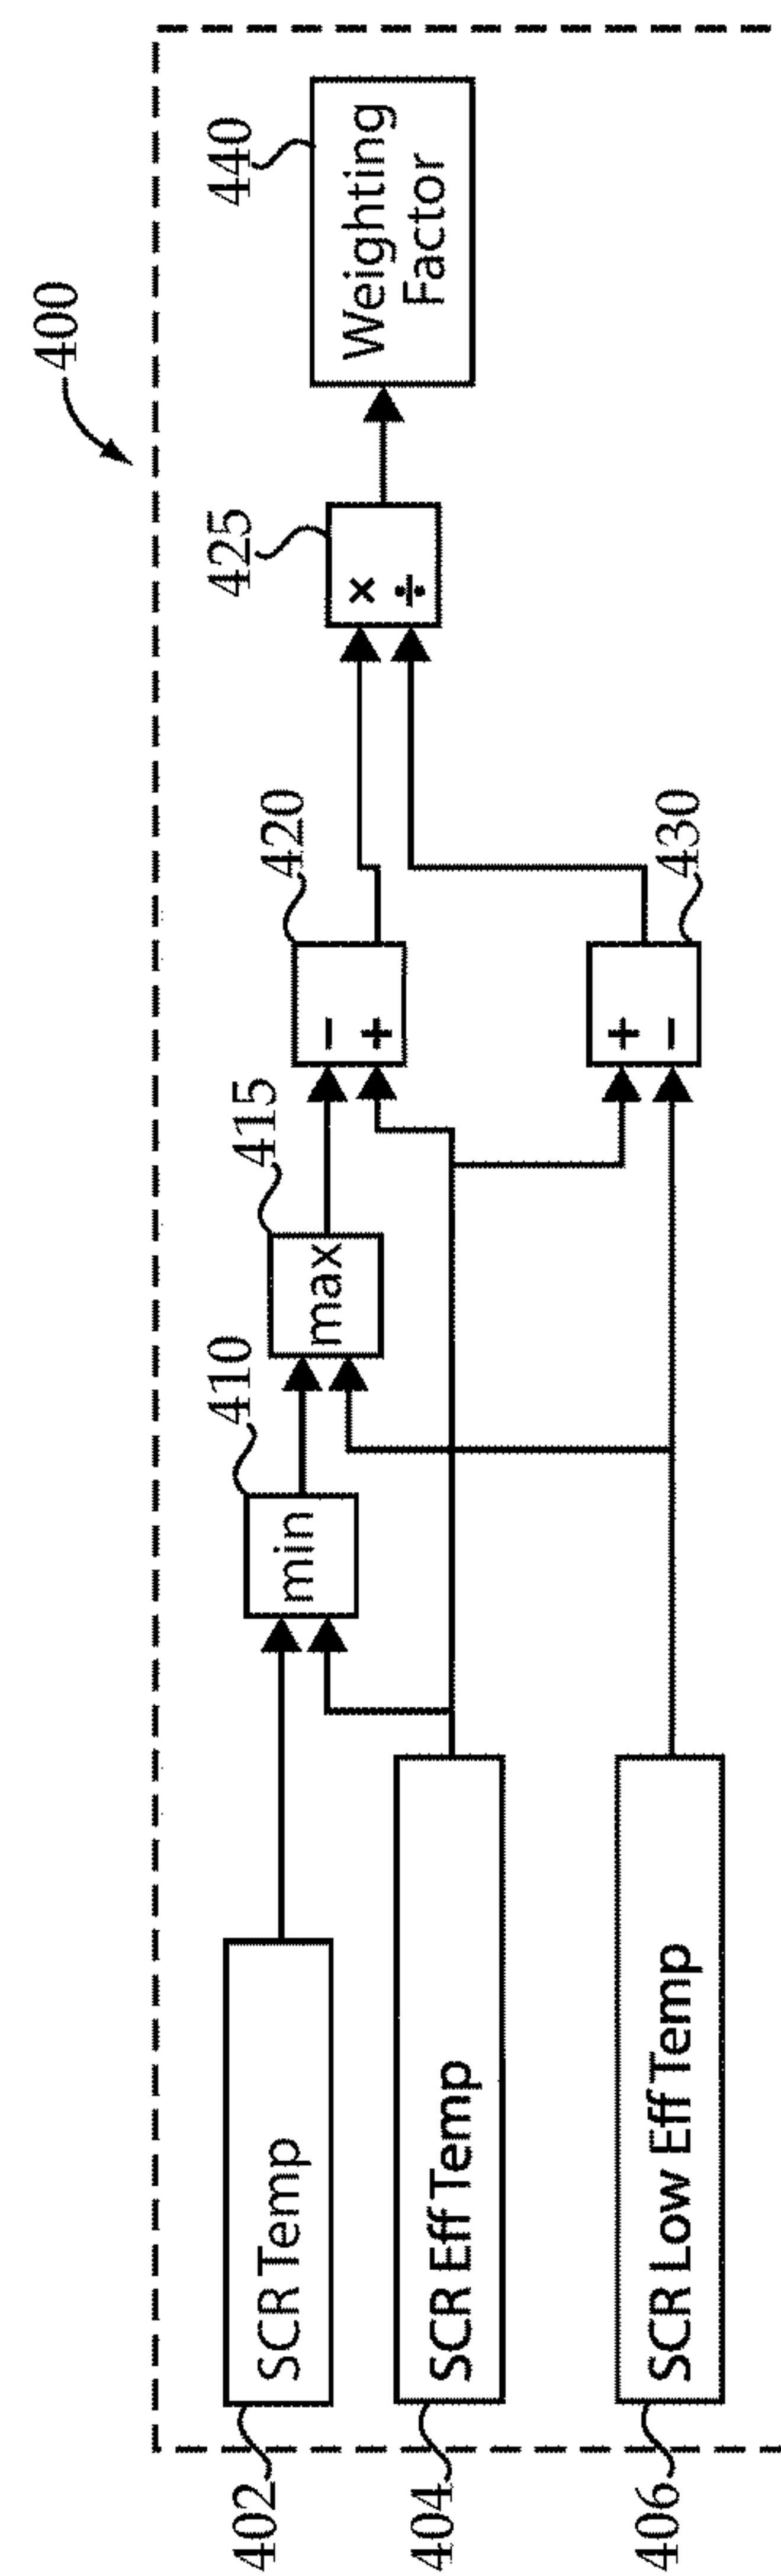 400
402
SCR Temp
404
SCR Eff Temp
406
SCR Low Eff Temp
410
min
415
max
420
−
+
430
+
−
425
×
÷
440
Weighting
Factor